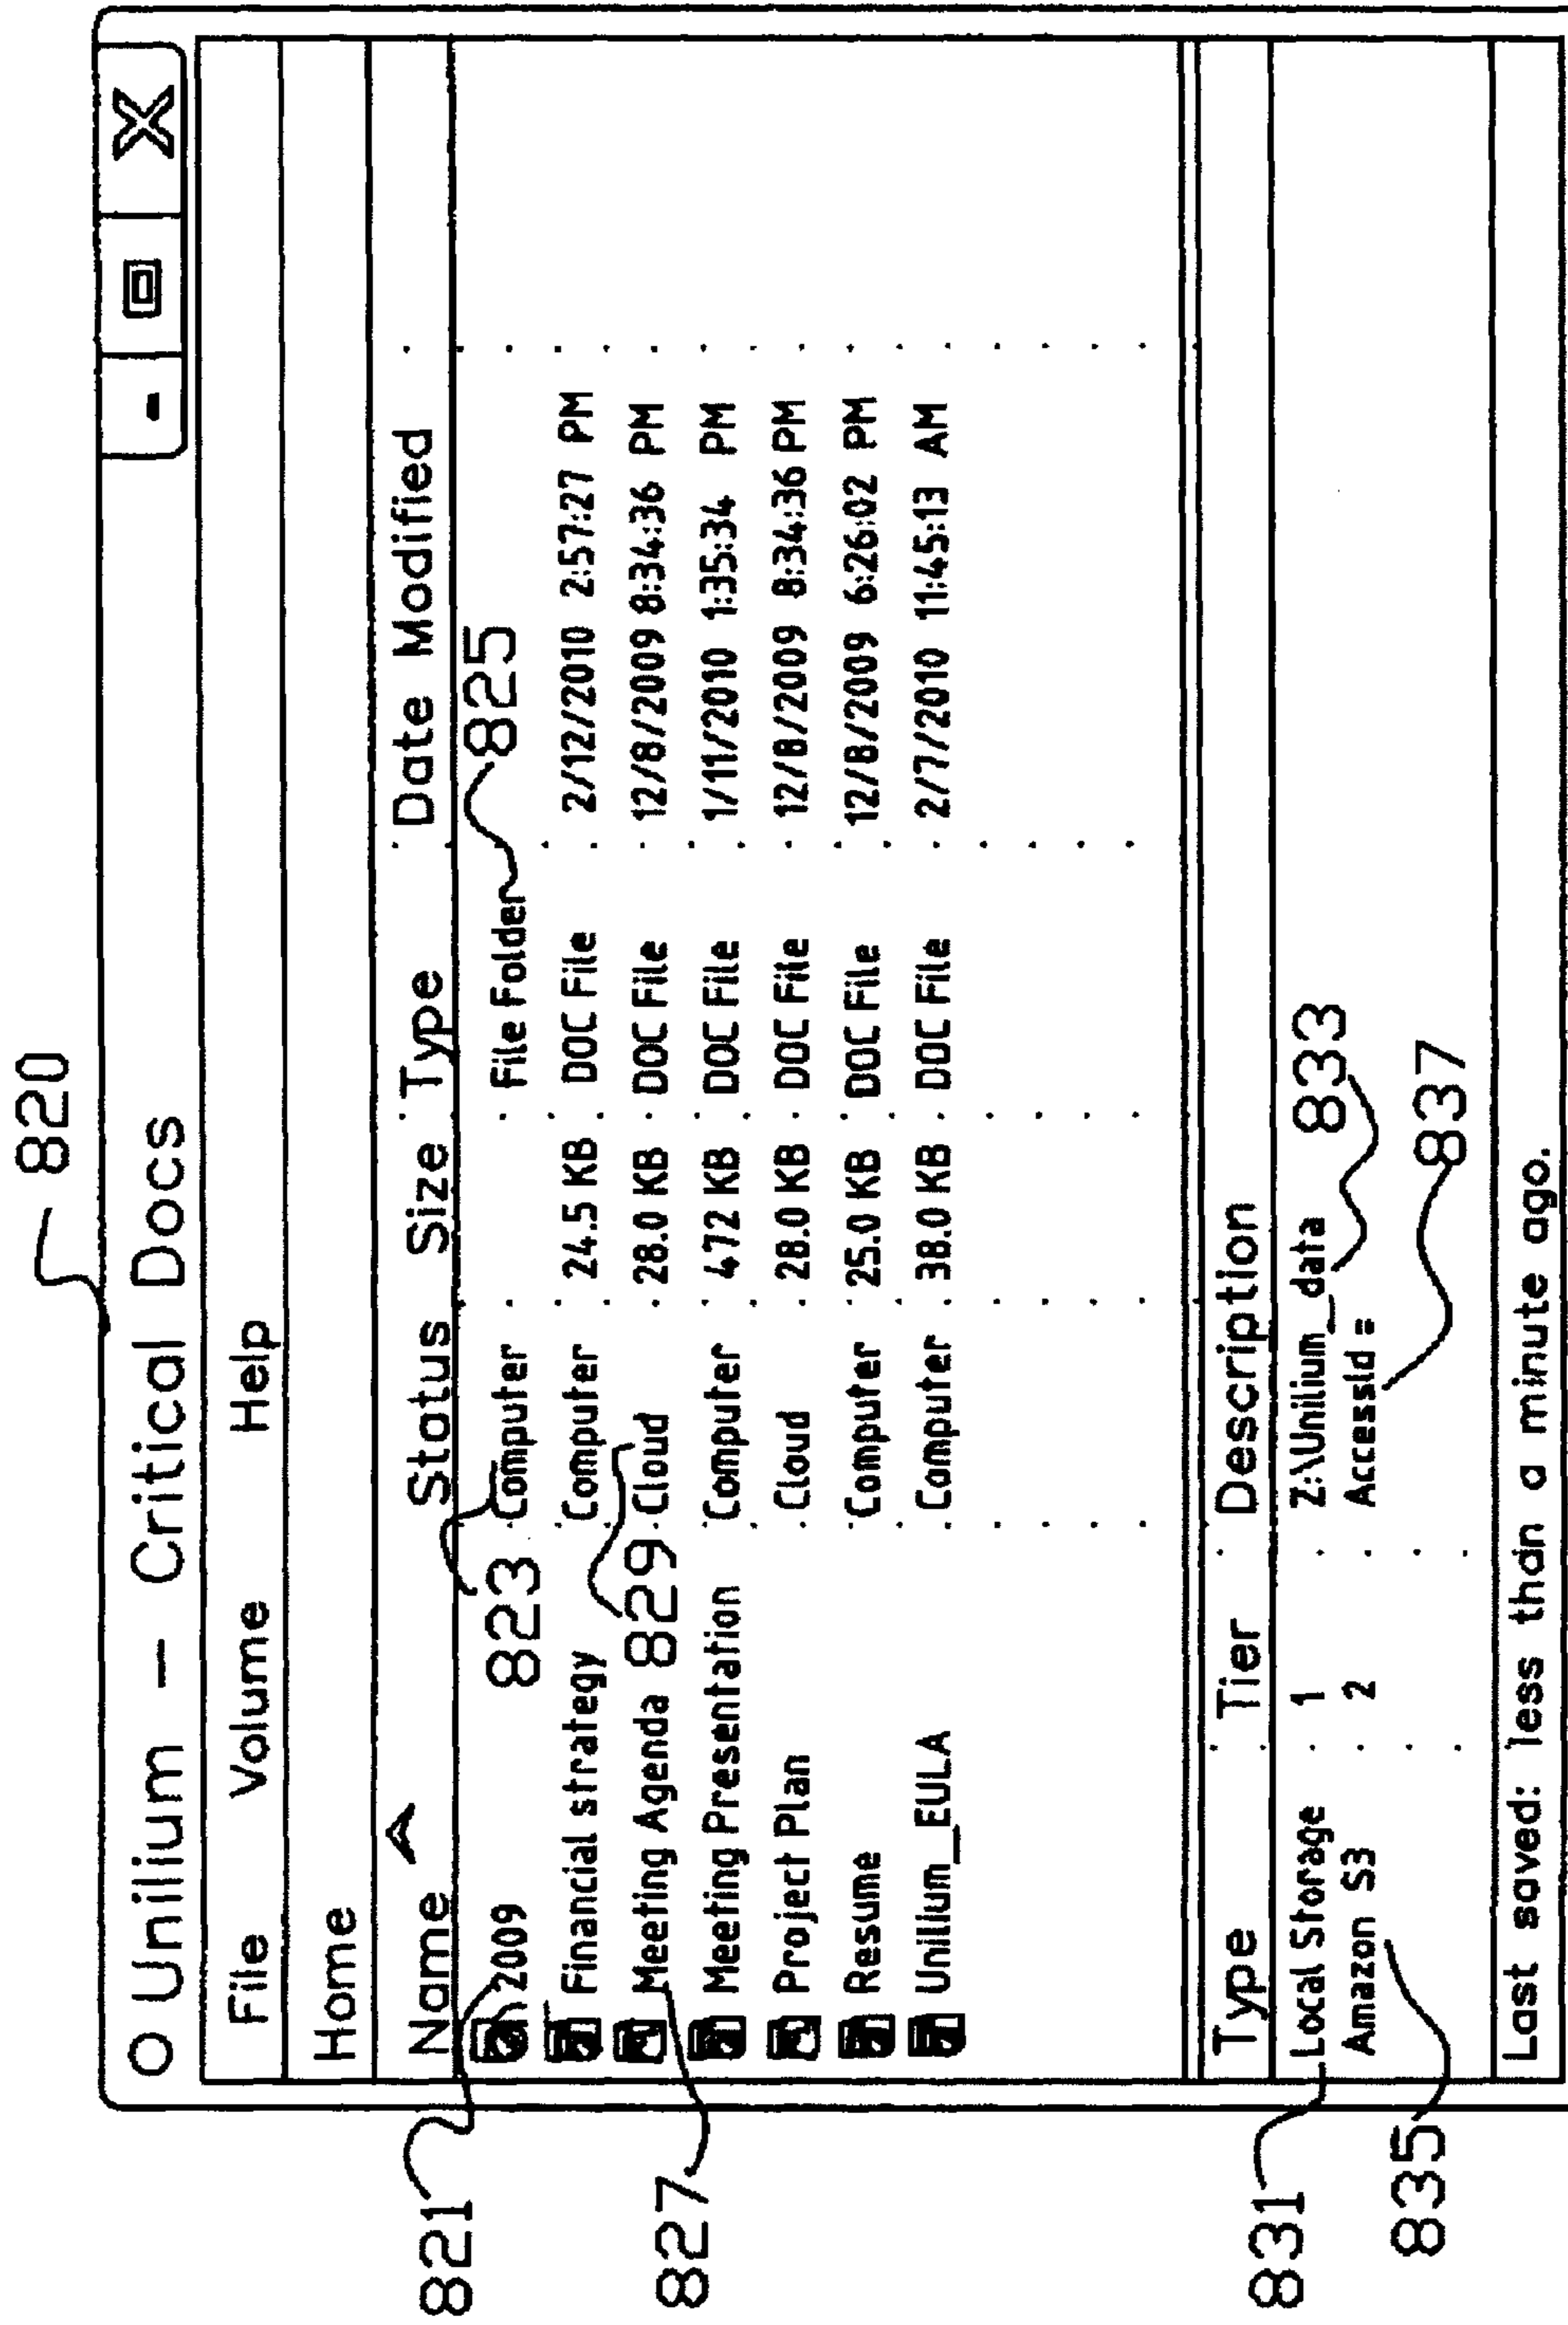 820
O Unilium — Critical Docs - X
File Volume Help
Home
Name Status Size Type Date Modified
821 2009 823 Computer File Folder 825
Financial strategy Computer 24.5 KB DOC File 2/12/2010 2:57:27 PM
827 Meeting Agenda 829 Cloud 28.0 KB DOC File 12/8/2009 8:34:36 PM
Meeting Presentation Computer 472 KB DOC File 1/11/2010 1:35:34 PM
Project Plan Cloud 28.0 KB DOC File 12/8/2009 8:34:36 PM
Resume Computer 25.0 KB DOC File 12/8/2009 6:26:02 PM
Unilium_EULA Computer 38.0 KB DOC File 2/7/2010 11:45:13 AM
Type Tier Description
831 Local Storage 1 Z:\Unilium_data 833
835 Amazon S3 2 AccessId = 837
Last saved: less than a minute ago.